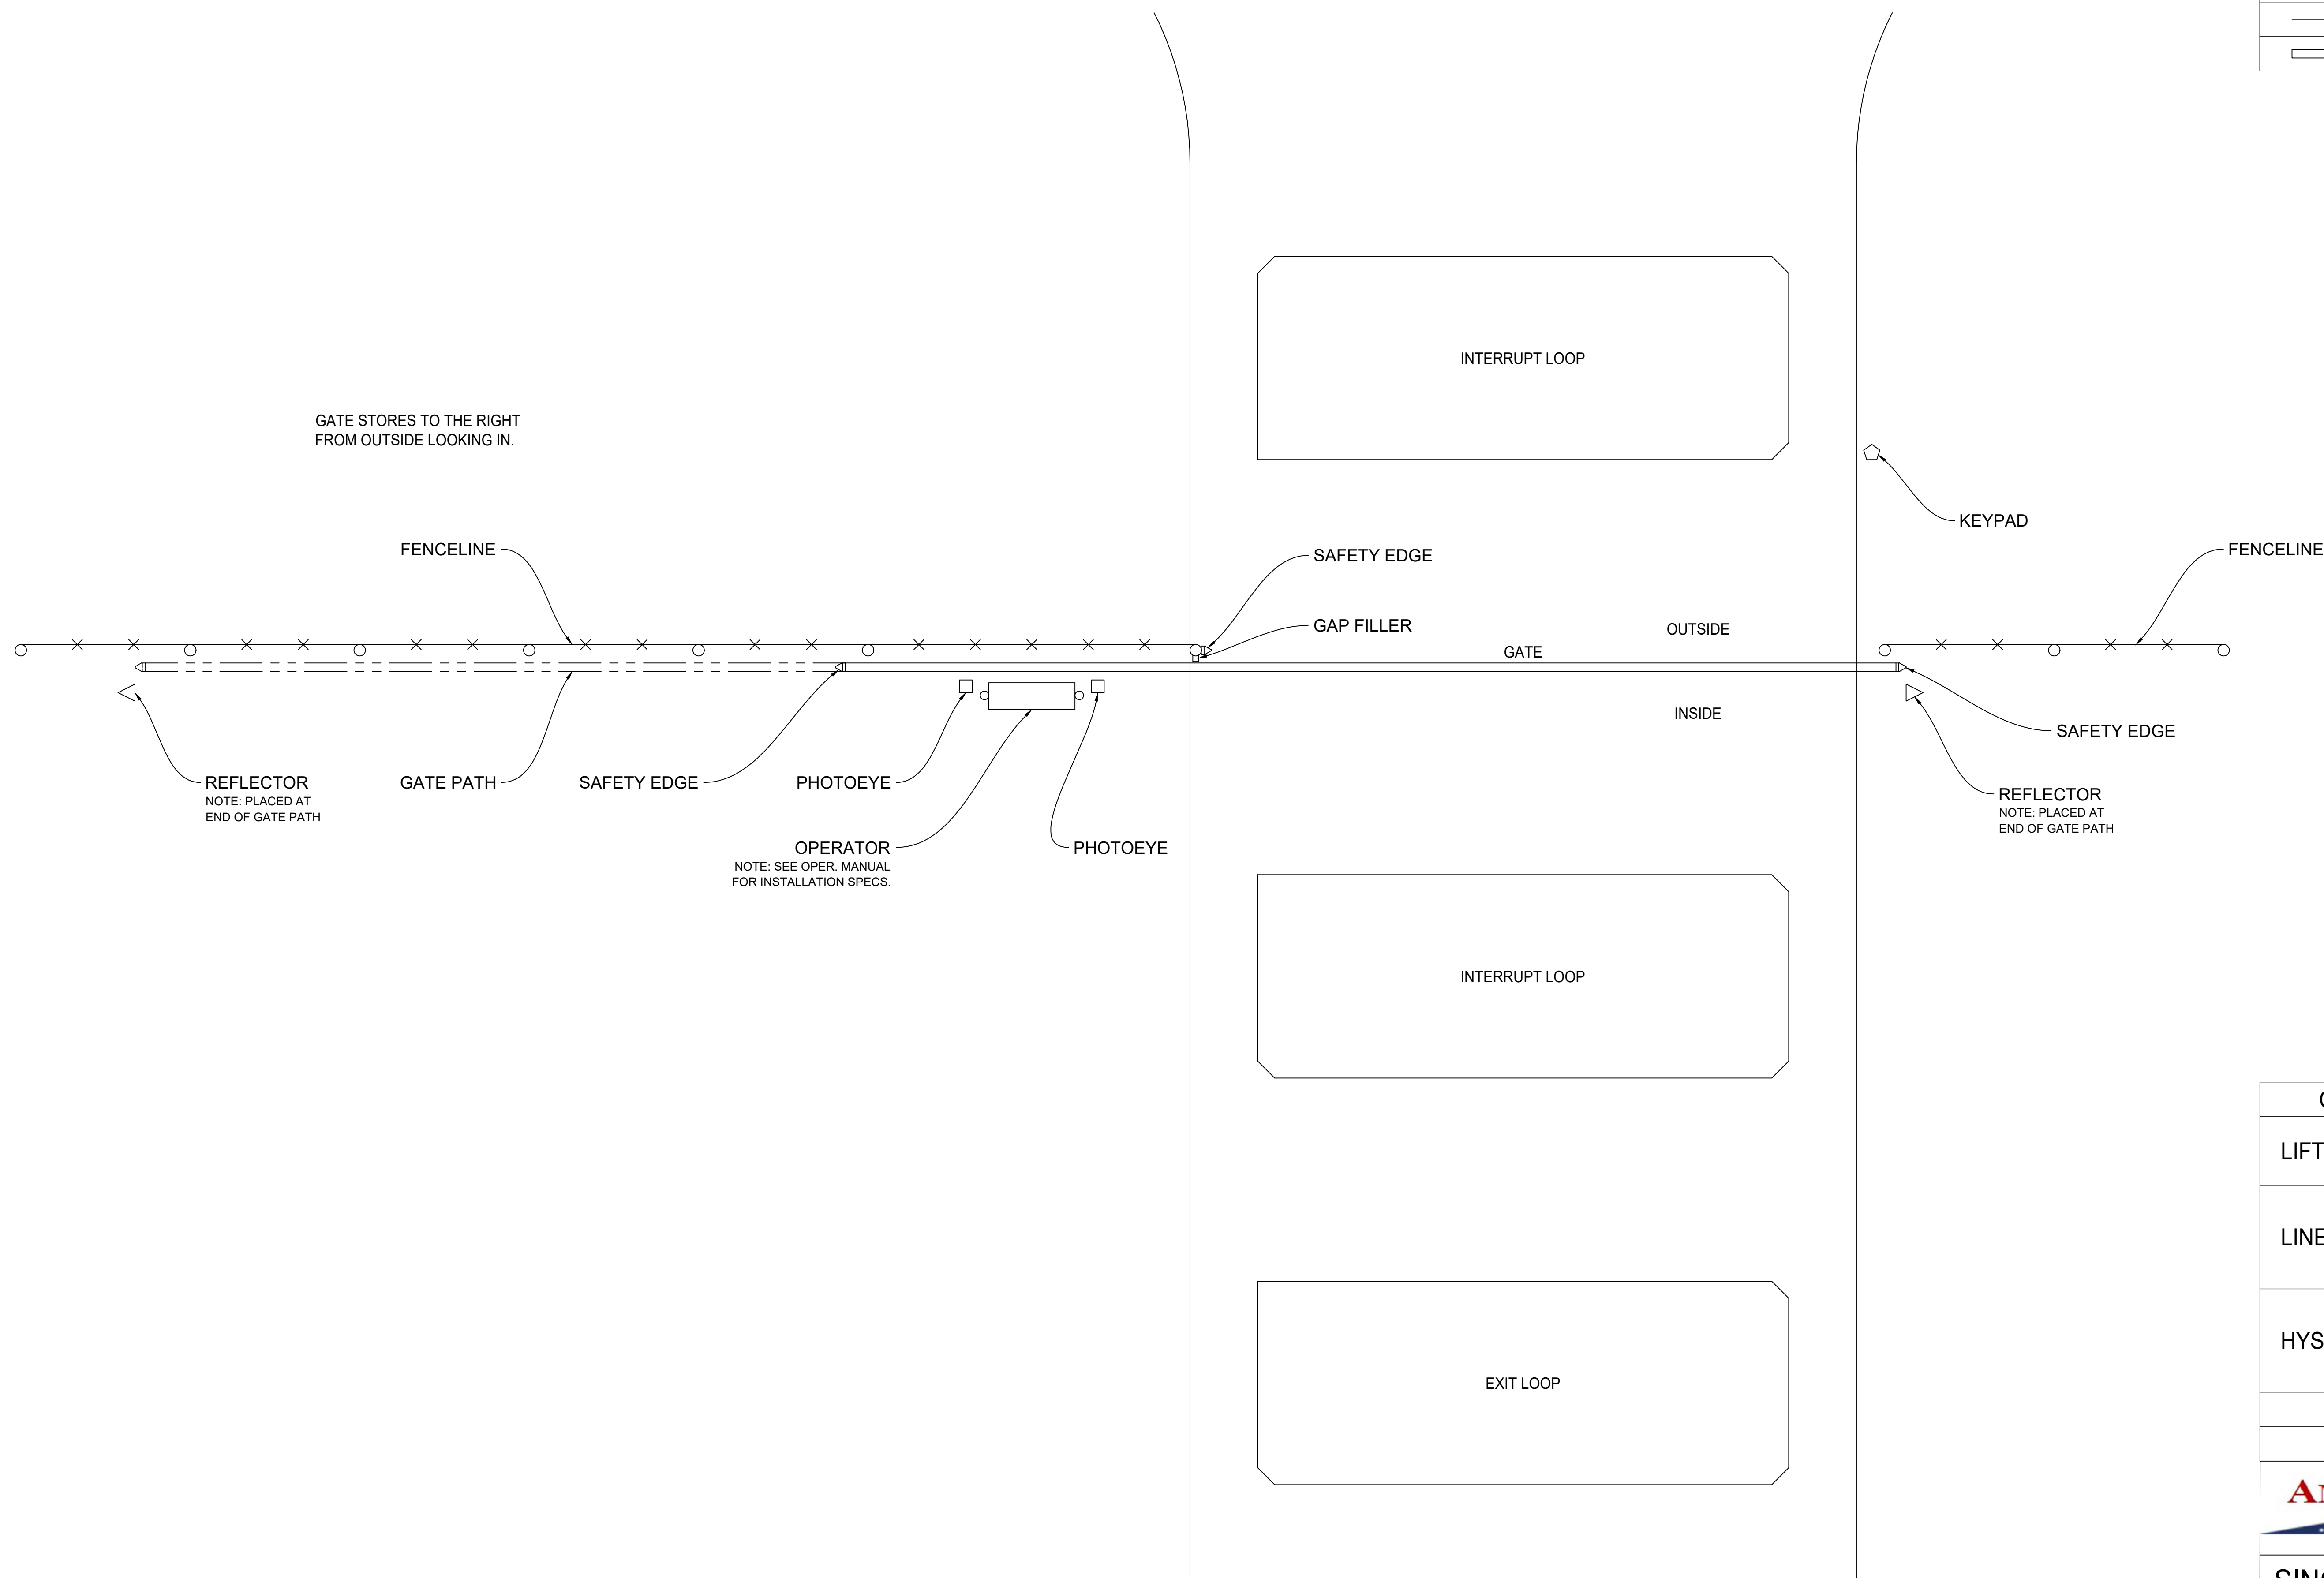 INTERRUPT LOOP
GATE STORES TO THE RIGHT
FROM OUTSIDE LOOKING IN.
KEYPAD
FENCELINE
SAFETY EDGE
FENCELINE
GAP FILLER
OUTSIDE
GATE
INSIDE
SAFETY EDGE
REFLECTOR
NOTE: PLACED AT
END OF GATE PATH
GATE PATH
SAFETY EDGE
PHOTOEYE
OPERATOR
NOTE: SEE OPER. MANUAL
FOR INSTALLATION SPECS.
PHOTOEYE
REFLECTOR
NOTE: PLACED AT
END OF GATE PATH
INTERRUPT LOOP
LIFT
LINE
HYS
EXIT LOOP